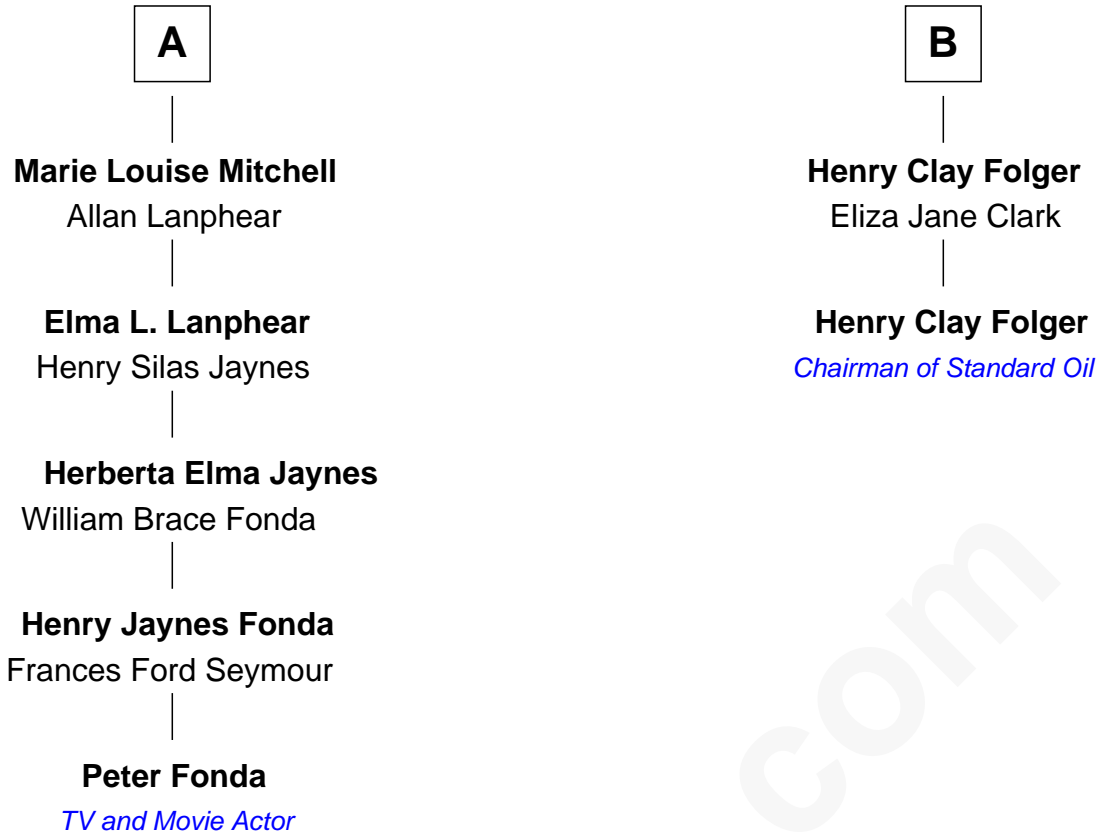 A
Marie Louise Mitchell
Allan Lanphear
Elma L. Lanphear
Henry Silas Jaynes
Herberta Elma Jaynes
William Brace Fonda
Henry Jaynes Fonda
Frances Ford Seymour
Peter Fonda
TV and Movie Actor
B
Henry Clay Folger
Eliza Jane Clark
Henry Clay Folger
Chairman of Standard Oil
com